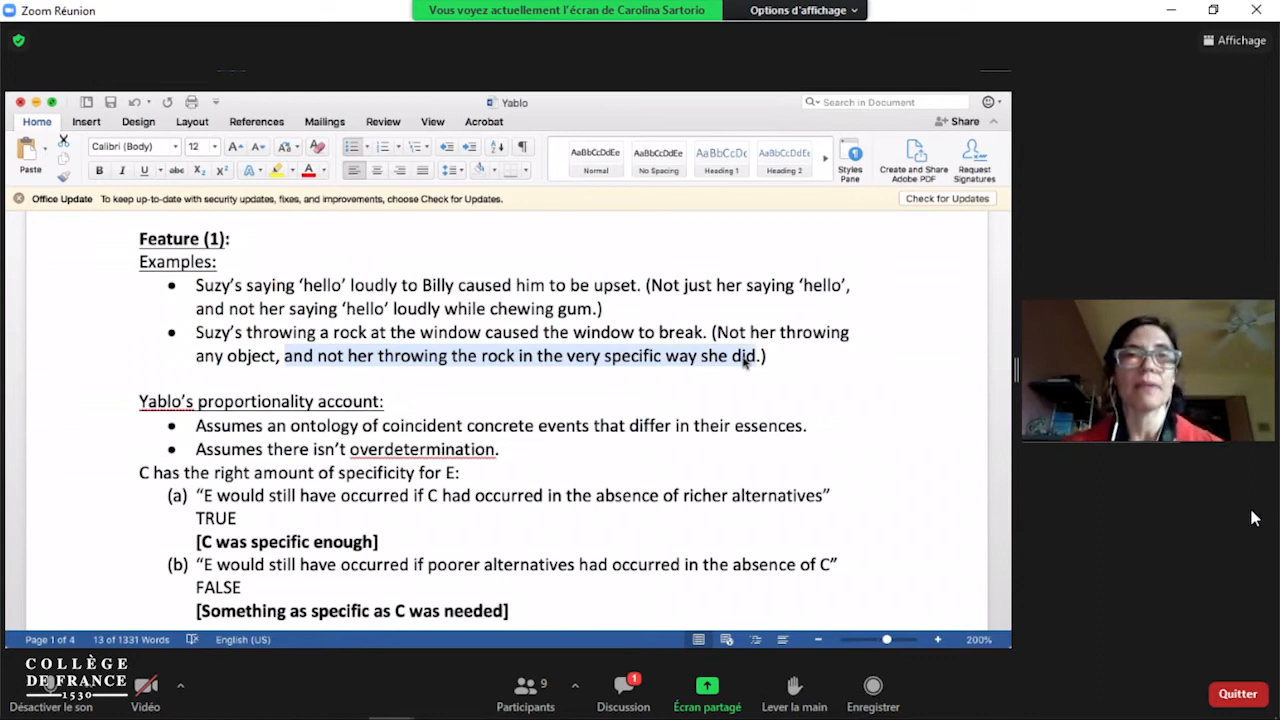 Zoom Réunion
Vous voyez actuellement l'écran de Carolina Sartorio
Options d'affichage
Affichage
Yablo
Search in Document
Home Insert Design Layout References Mailings Review View Acrobat
Share
Paste
Calibri (Body)
12
AaBbCcDdEe AaBbCcDdEe AaBbCcDc AaBbCcDdEe
Normal No Spacing Heading 1 Heading 2
Styles Pane
Create and Share Adobe PDF
Request Signatures
Office Update To keep up-to-date with security updates, fixes, and improvements, choose Check for Updates.
Check for Updates
Feature (1):
Examples:
• Suzy's saying 'hello' loudly to Billy caused him to be upset. (Not just her saying 'hello',
and not her saying 'hello' loudly while chewing gum.)
• Suzy's throwing a rock at the window caused the window to break. (Not her throwing
any object, and not her throwing the rock in the very specific way she did.)
Yablo's proportionality account:
• Assumes an ontology of coincident concrete events that differ in their essences.
• Assumes there isn't overdetermination.
C has the right amount of specificity for E:
(a) "E would still have occurred if C had occurred in the absence of richer alternatives"
TRUE
[C was specific enough]
(b) "E would still have occurred if poorer alternatives had occurred in the absence of C"
FALSE
[Something as specific as C was needed]
Page 1 of 4 13 of 1331 Words English (US)
200%
COLLÈGE
DE FRANCE
1530
Désactiver le son
Vidéo
9
Participants
1
Discussion
Écran partagé
Lever la main
Enregistrer
Quitter